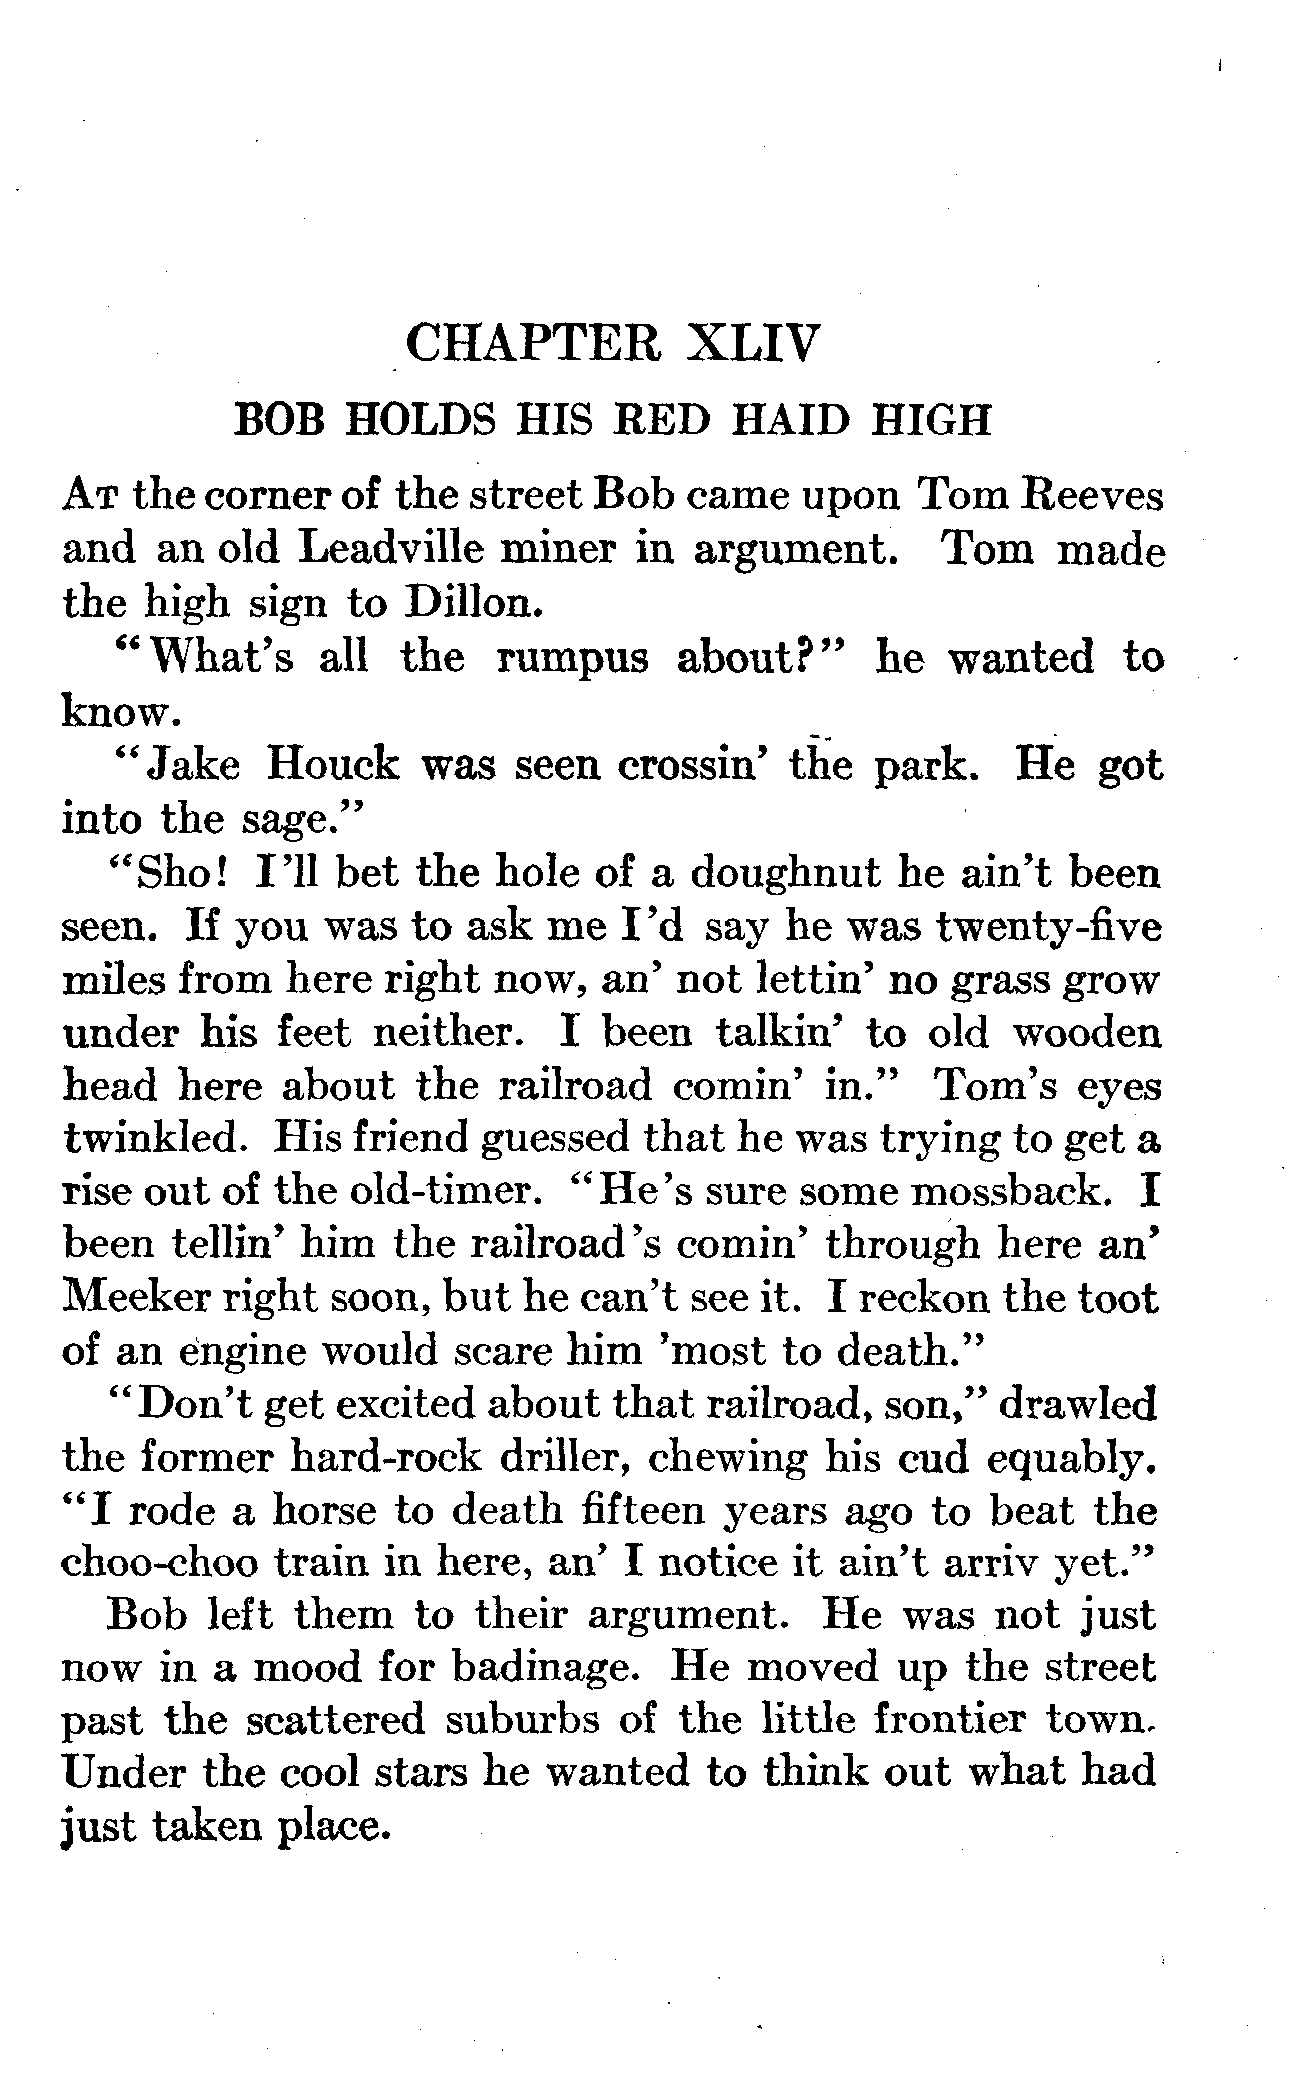 CHAPTER XLIV
BOB HOLDS HIS RED HAID HIGH
At the corner of the street Bob came upon Tom Reeves
and an old Leadville miner in argument. Tom made
the high sign to Dillon.
“What’s all the rumpus about?” he wanted to
know.
“Jake Houck was seen crossin’ the park. He got
into the sage.”
“Sho! I’ll bet the hole of a doughnut he ain’t been
seen. If you was to ask me I’d say he was twenty-five
miles from here right now, an’ not lettin’ no grass grow
under his feet neither. I been talkin’ to old wooden
head here about the railroad comin’ in.” Tom’s eyes
twinkled. His friend guessed that he was trying to get a
rise out of the old-timer. “He’s sure some mossback. I
been tellin’ him the railroad’s comin’ through here an’
Meeker right soon, but he can’t see it. I reckon the toot
of an engine would scare him ’most to death.”
“Don’t get excited about that railroad, son,” drawled
the former hard-rock driller, chewing his cud equably.
“I rode a horse to death fifteen years ago to beat the
choo-choo train in here, an’ I notice it ain’t arriv yet.”
Bob left them to their argument. He was not just
now in a mood for badinage. He moved up the street
past the scattered suburbs of the little frontier town.
Under the cool stars he wanted to think out what had
just taken place.